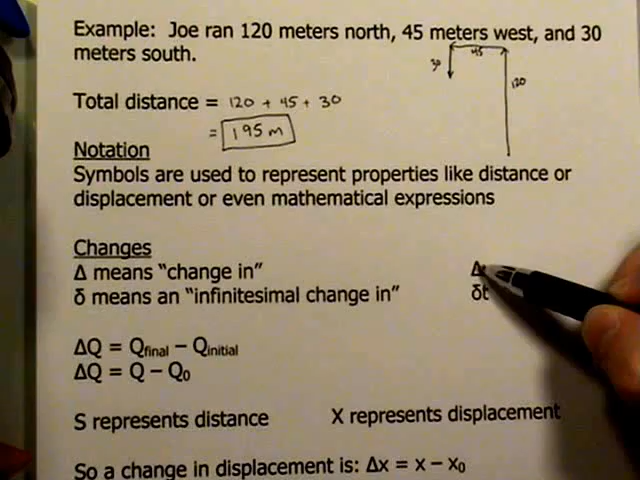 Example: Joe ran 120 meters north, 45 meters west, and 30
meters south.
45
30
120
Total distance = 120 + 45 + 30
= 195 m
Notation
Symbols are used to represent properties like distance or
displacement or even mathematical expressions
Changes
Δ means “change in”
δ means an “infinitesimal change in” δt
ΔQ = Qfinal – Qinitial
ΔQ = Q – Q0
S represents distance X represents displacement
So a change in displacement is: Δx = x – x0